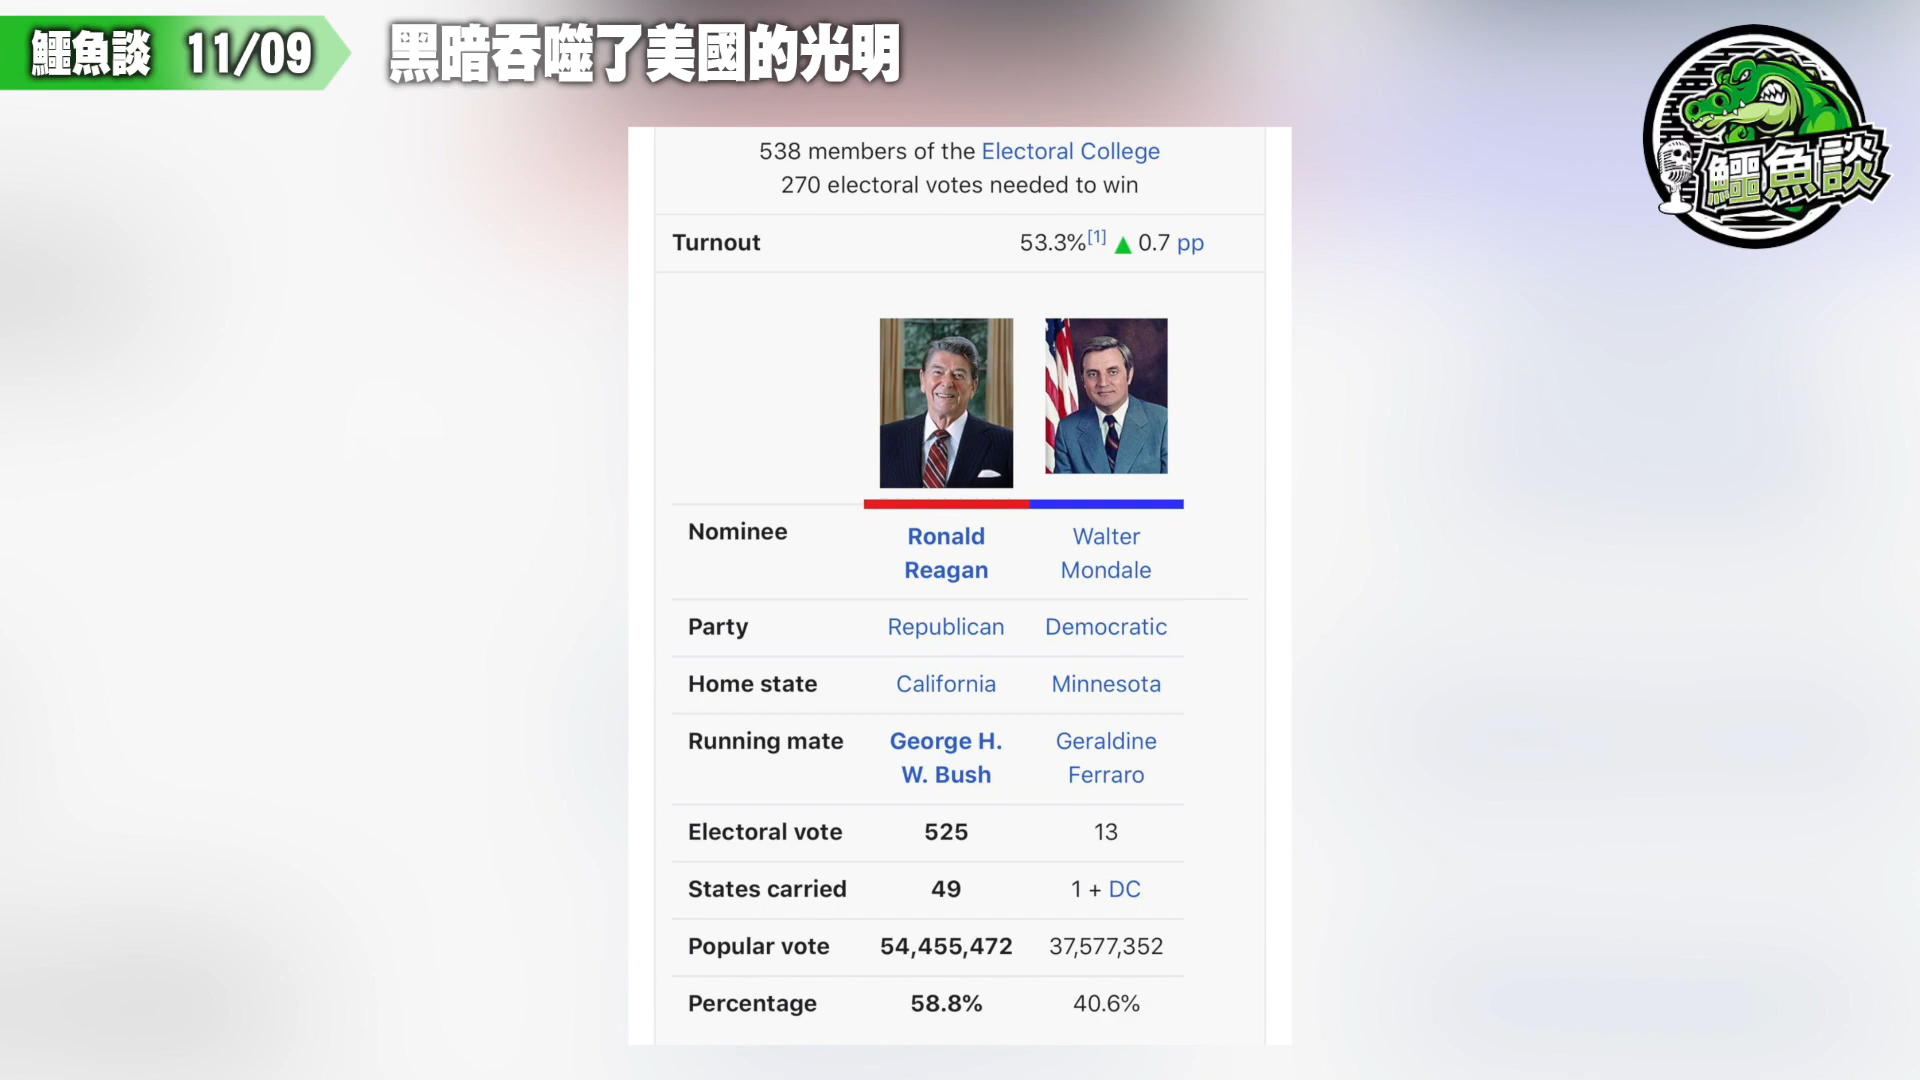 鱷魚談 11/09 黑暗吞噬了美國的光明
鱷魚談
538 members of the Electoral College
270 electoral votes needed to win
Turnout 53.3%[1] ▲ 0.7 pp
Nominee Ronald Reagan Walter Mondale
Party Republican Democratic
Home state California Minnesota
Running mate George H. W. Bush Geraldine Ferraro
Electoral vote 525 13
States carried 49 1 + DC
Popular vote 54,455,472 37,577,352
Percentage 58.8% 40.6%